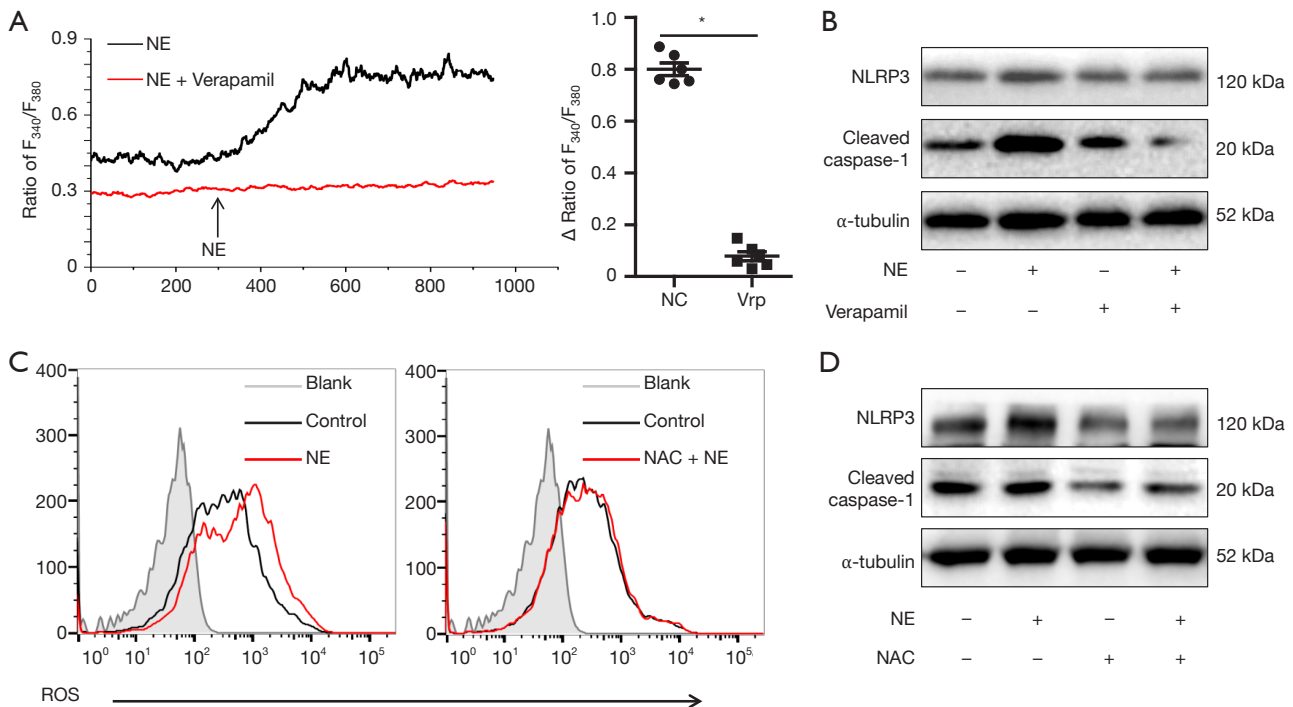 A
Ratio of F340/F380
0.9
0.6
0.3
0
NE
NE + Verapamil
NE
0 200 400 600 800 1000
Δ Ratio of F340/F380
1.0
0.8
0.6
0.4
0.2
0
*
NC Vrp
B
NLRP3 120 kDa
Cleaved
caspase-1 20 kDa
α-tubulin 52 kDa
NE – + – +
Verapamil – – + +
C
400
300
200
100
0
Blank
Control
NE
10^0 10^1 10^2 10^3 10^4 10^5
400
300
200
100
0
Blank
Control
NAC + NE
10^0 10^1 10^2 10^3 10^4 10^5
ROS
D
NLRP3 120 kDa
Cleaved
caspase-1 20 kDa
α-tubulin 52 kDa
NE – + – +
NAC – – + +